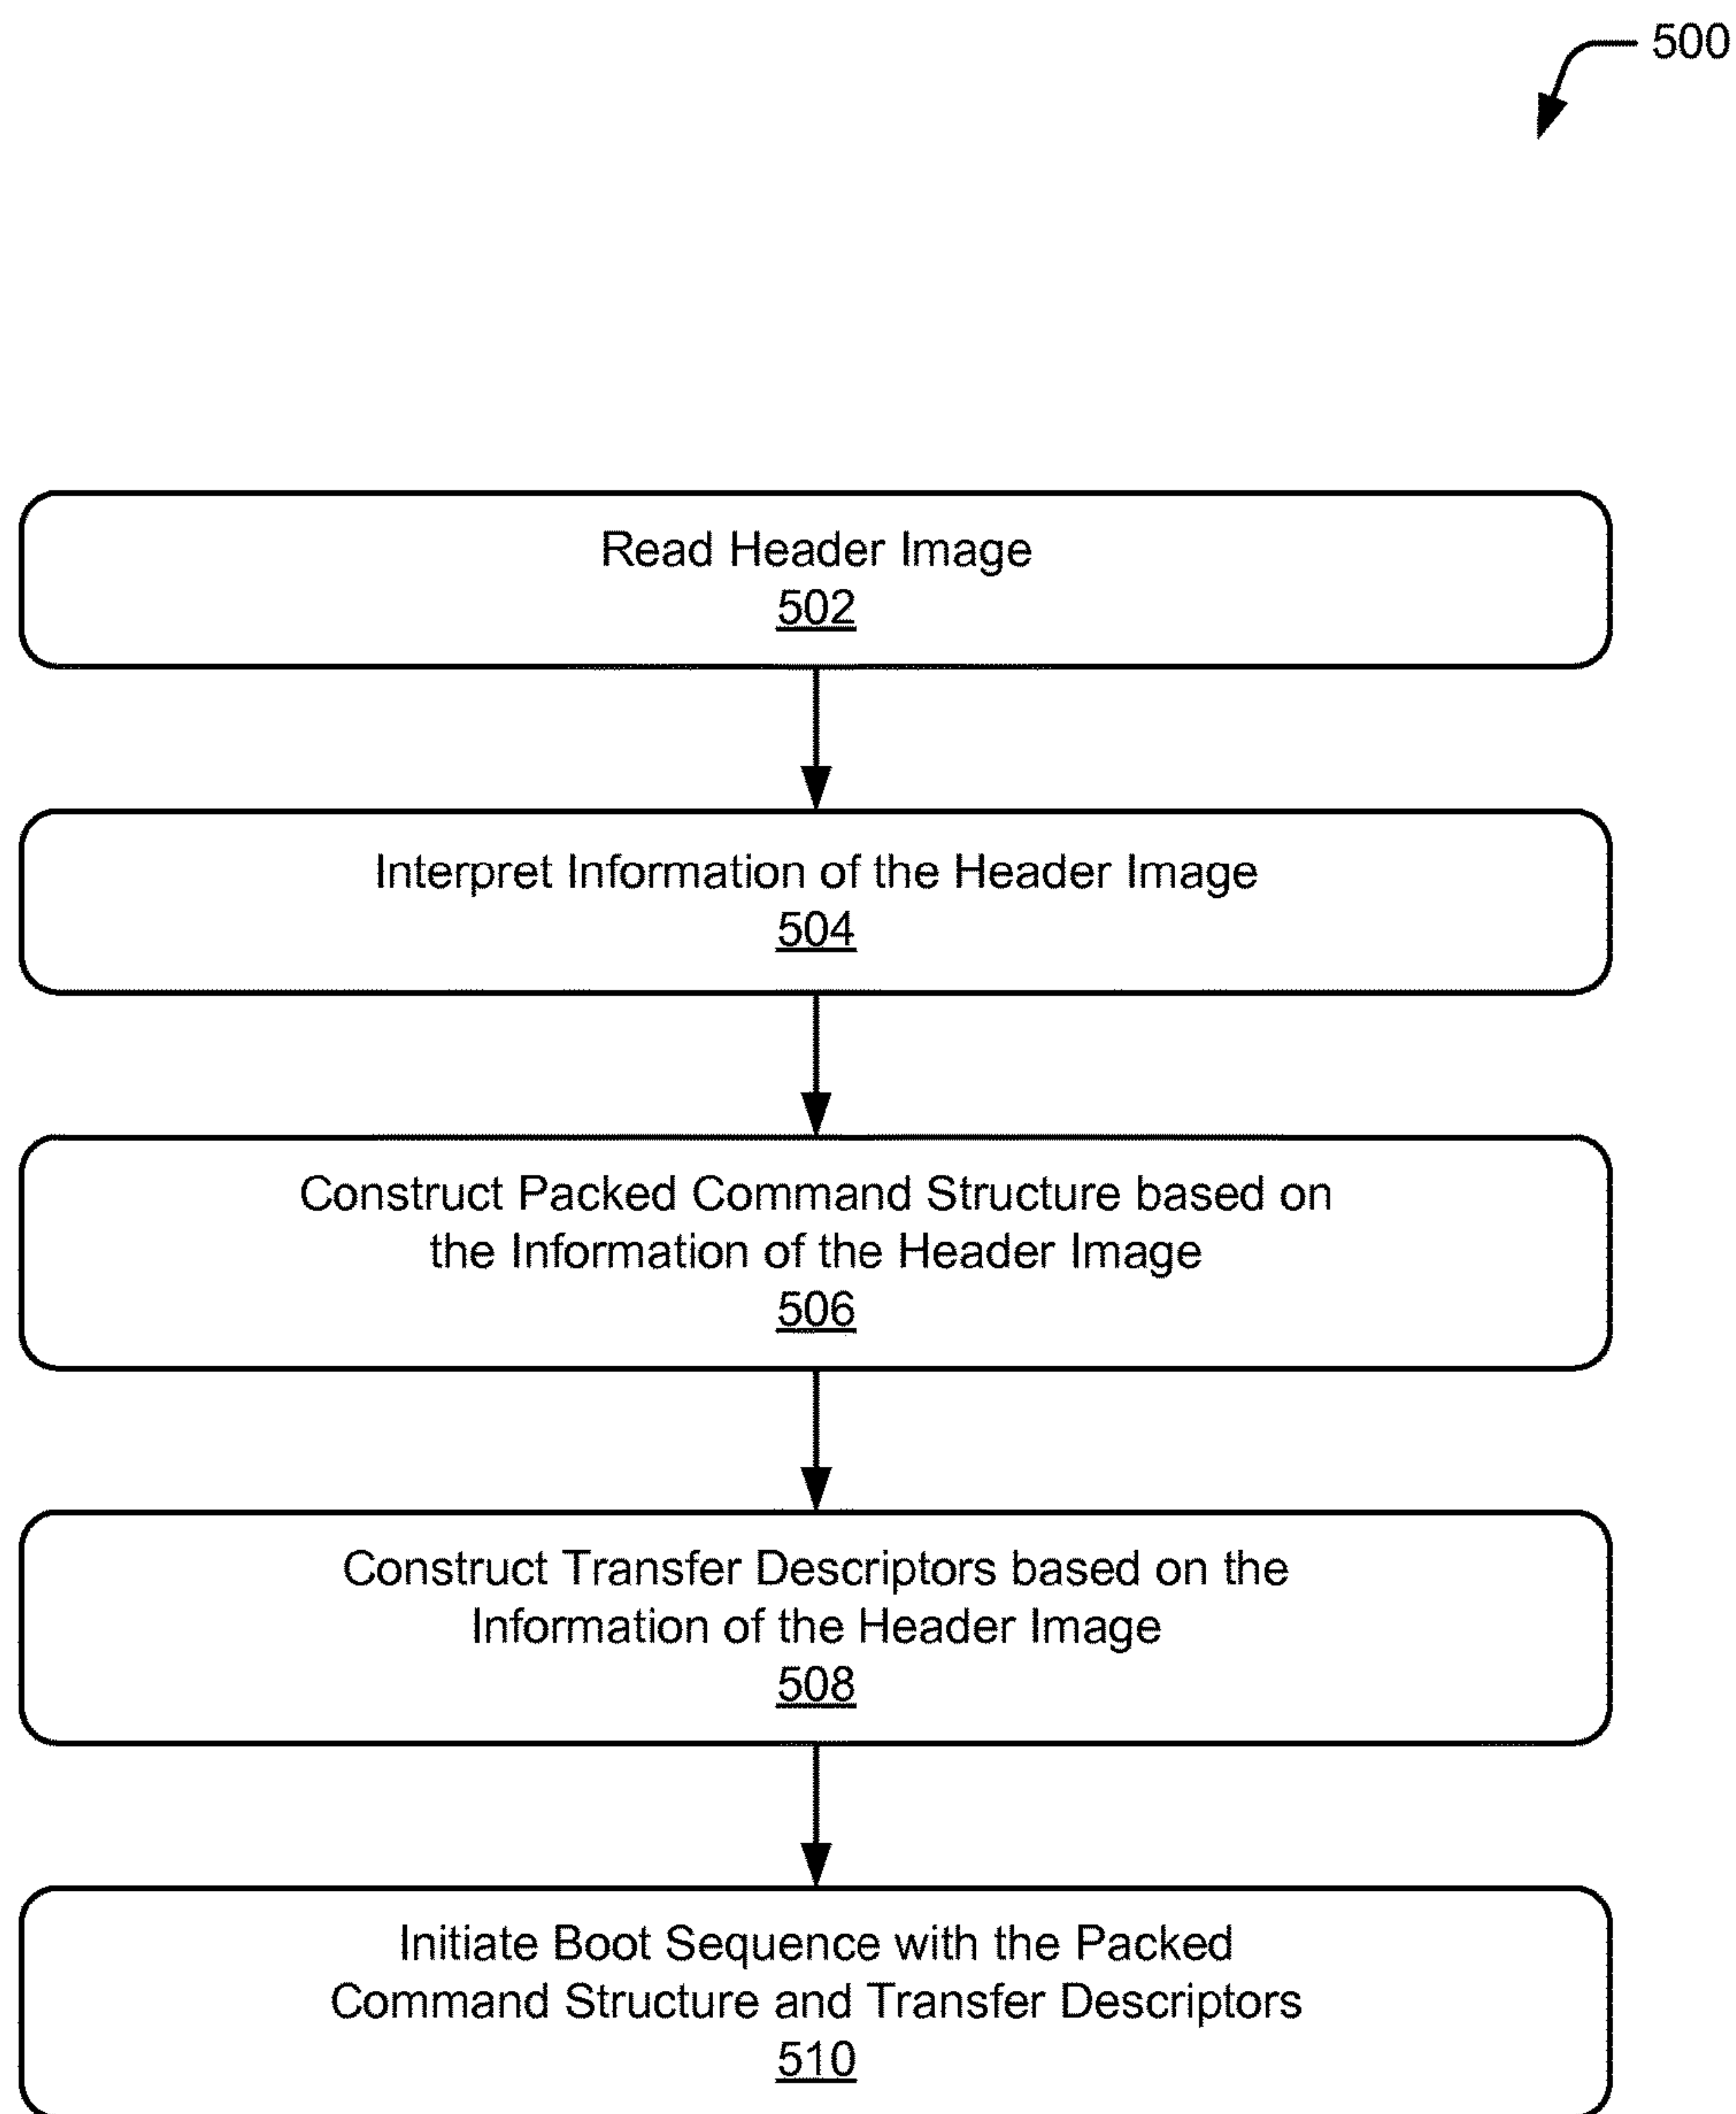 500
Read Header Image
502
Interpret Information of the Header Image
504
Construct Packed Command Structure based on
the Information of the Header Image
506
Construct Transfer Descriptors based on the
Information of the Header Image
508
Initiate Boot Sequence with the Packed
Command Structure and Transfer Descriptors
510